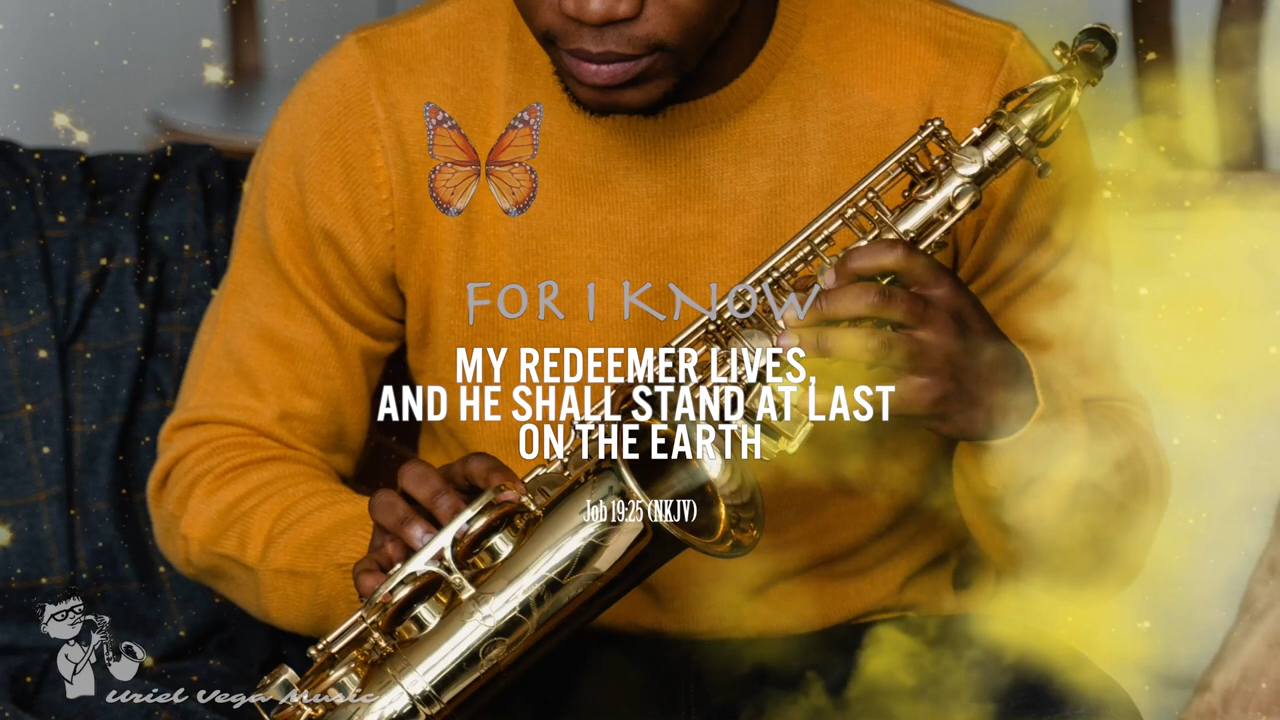 FOR I KNOW
MY REDEEMER LIVES,
AND HE SHALL STAND AT LAST
ON THE EARTH
Job 19:25 (NKJV)
Uriel Vega Music